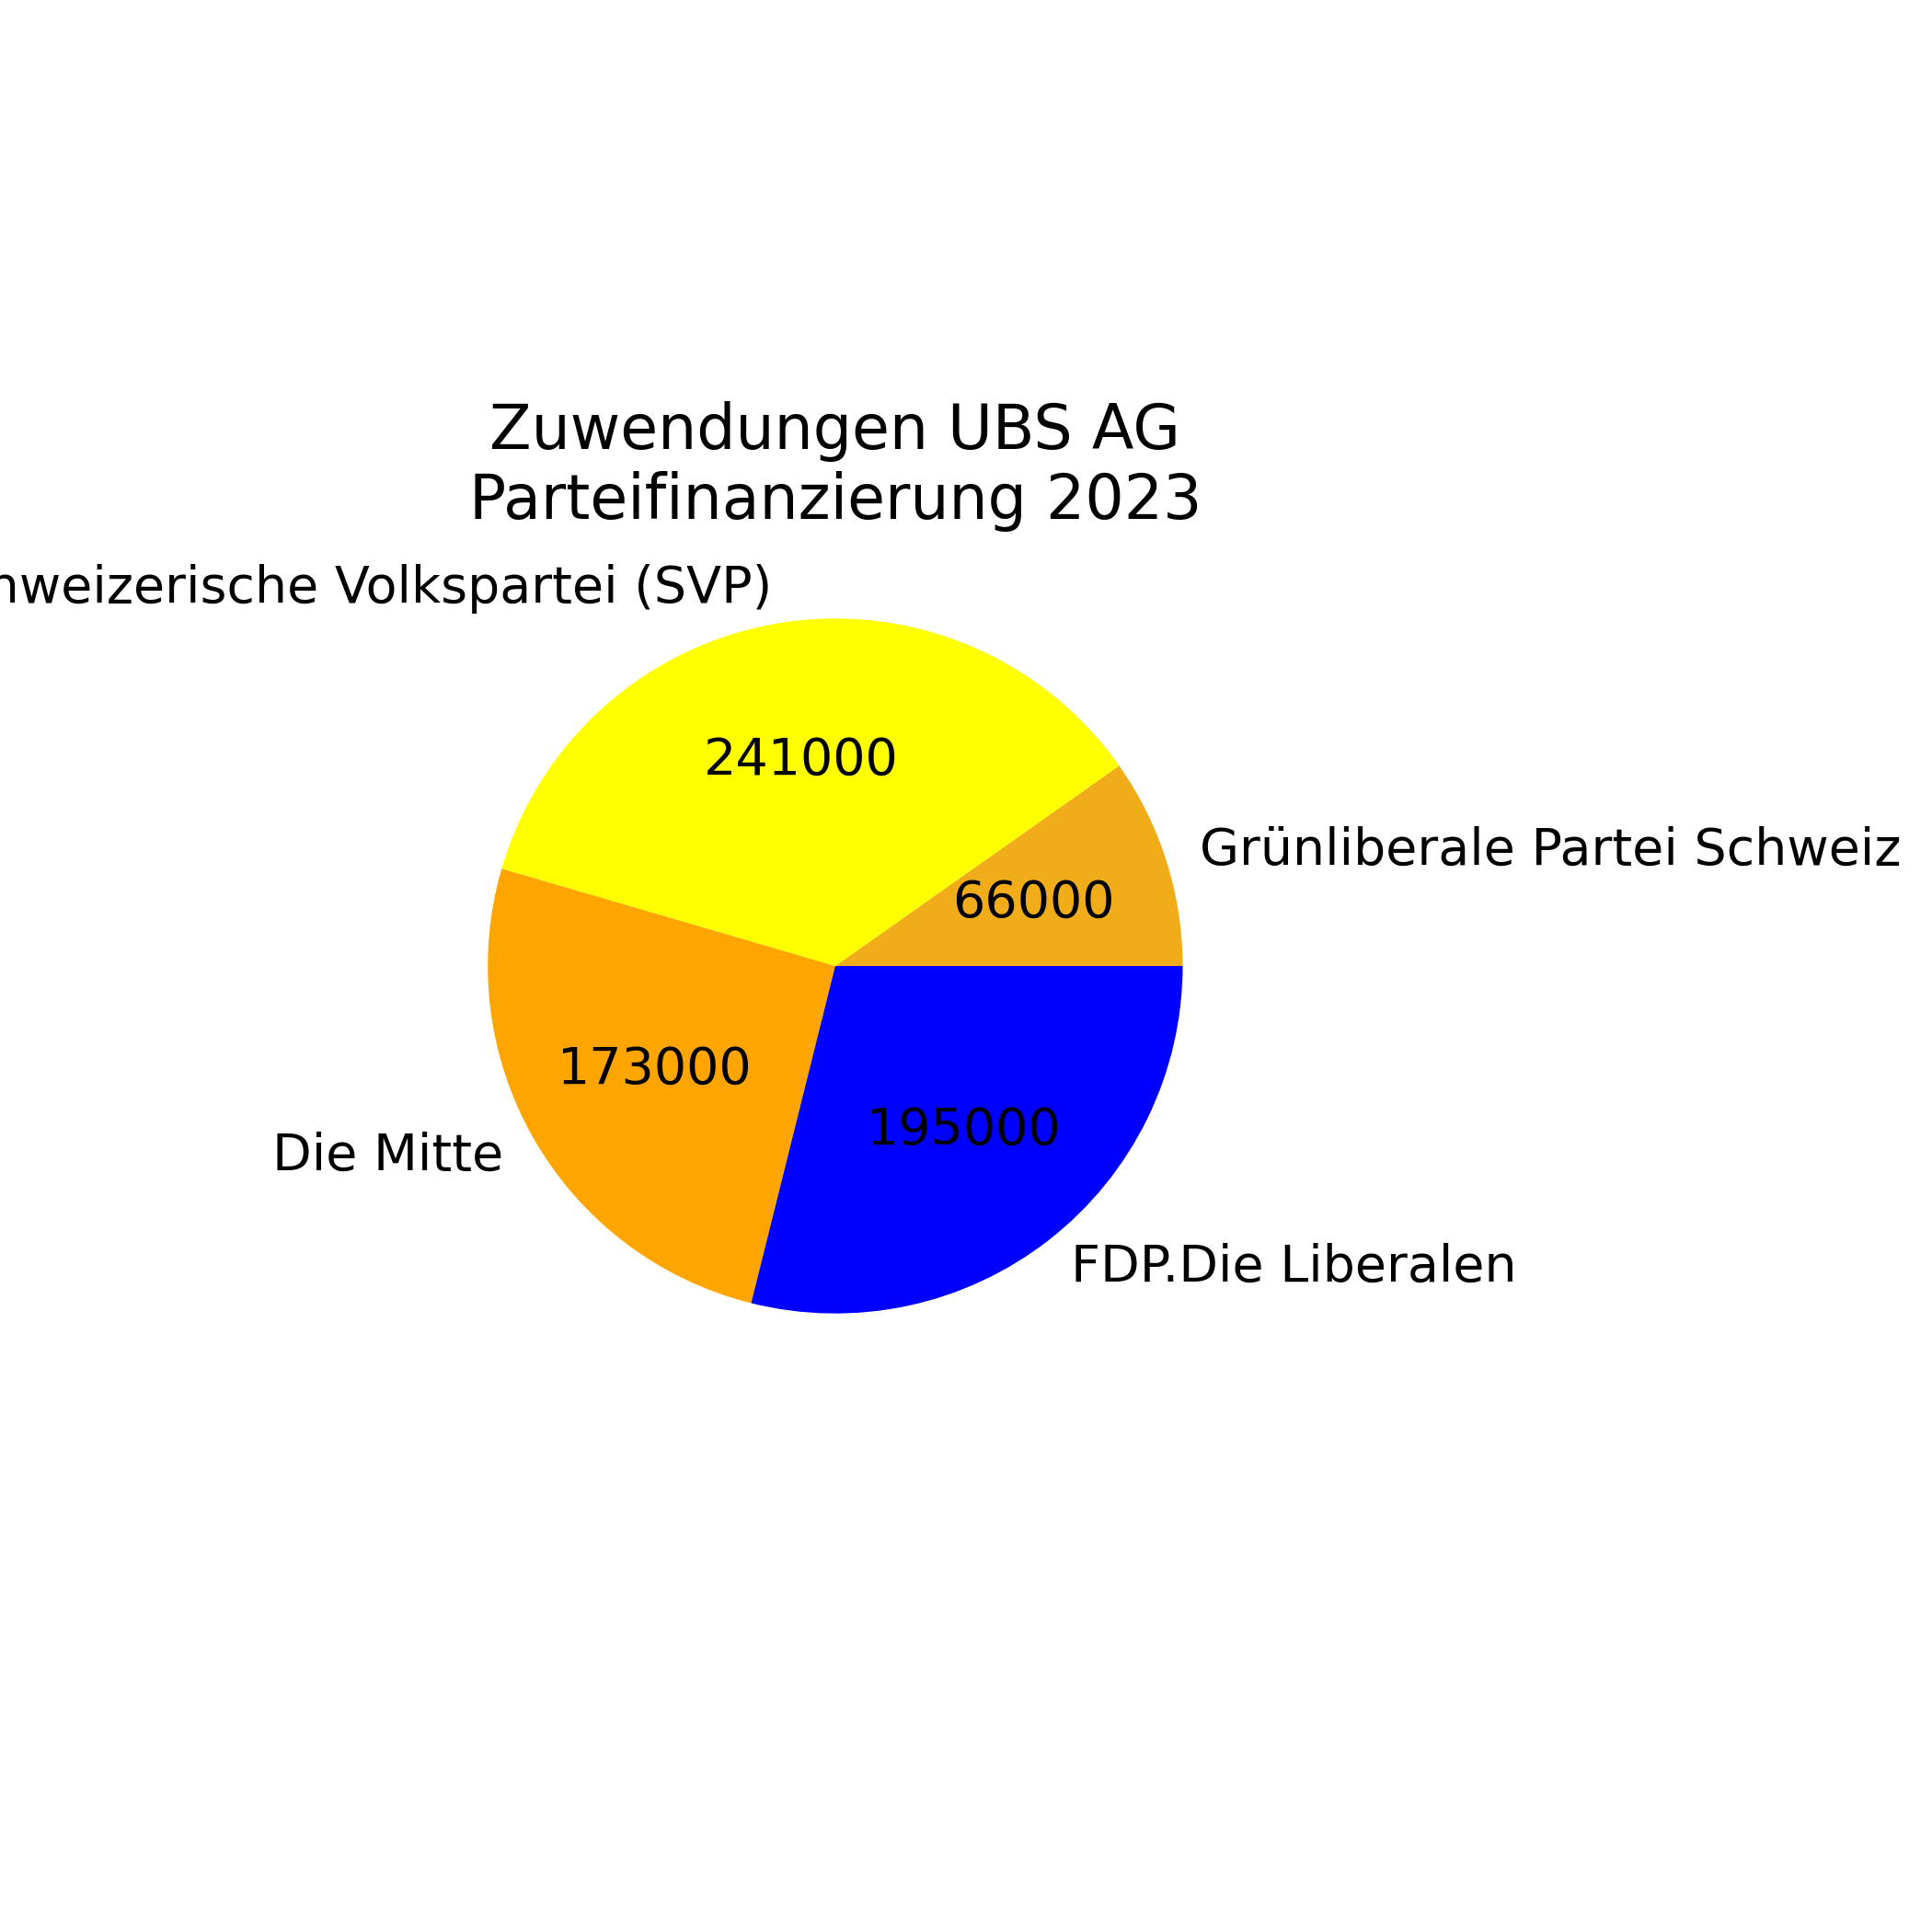 Zuwendungen UBS AG
Parteifinanzierung 2023
Volkspartei (SVP)
241000
Grünliberale Partei Schweiz
66000
173000
195000
Die Mitte
FDP.Die Liberalen